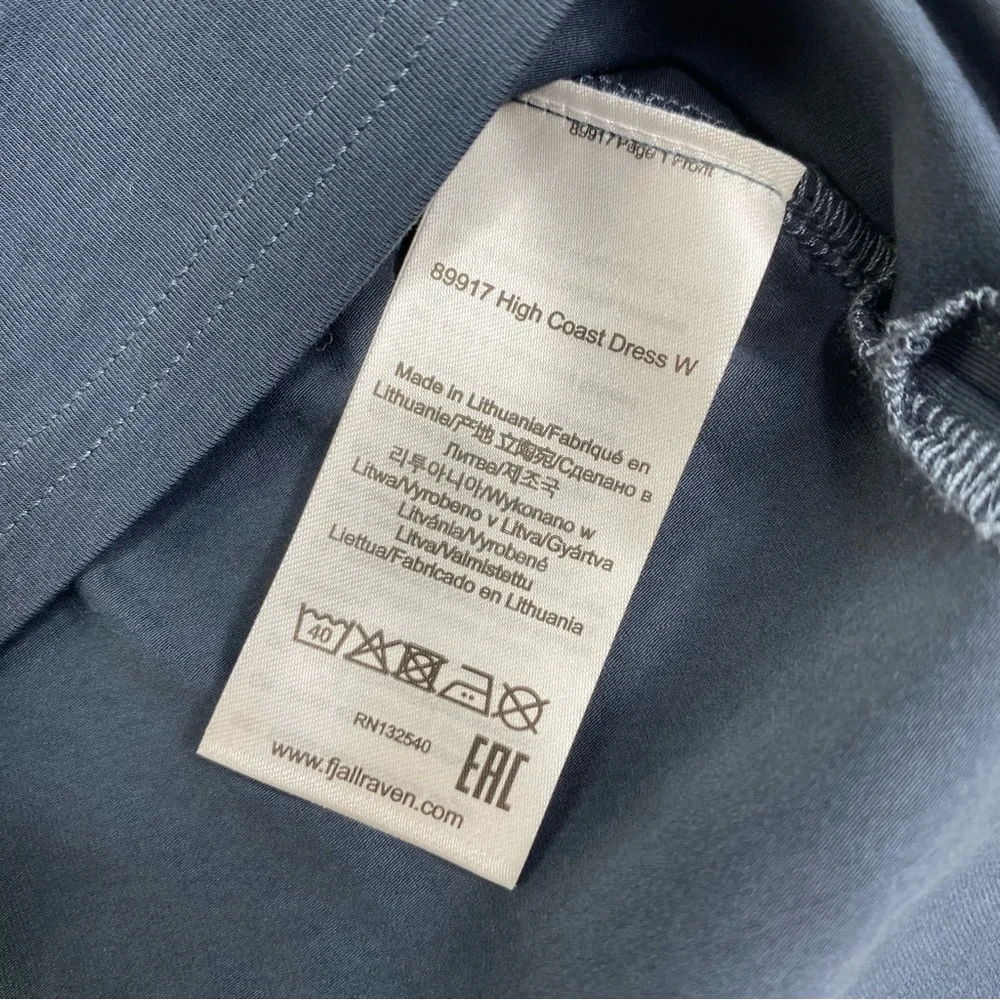 89917 Page 1 Front
89917 High Coast Dress W
Made in Lithuania/Fabriqué en
Lithuanie/产地 立陶宛/Сделано в
Литве/제조국
리투아니아/Wykonano w
Litwa/Vyrobeno v Litva/Gyártva
Litvánia/Vyrobené
Litva/Valmistettu
Liettua/Fabricado en Lithuania
40
RN132540
EAC
www.fjallraven.com